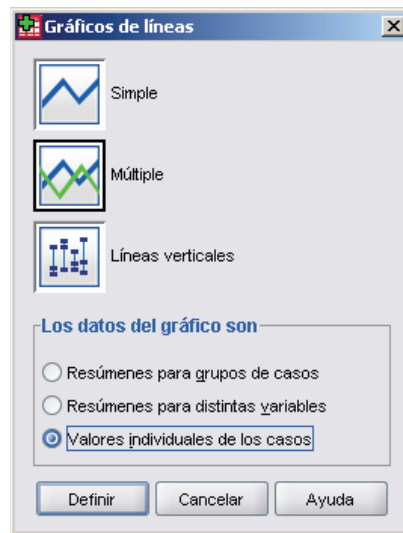 Gráficos de líneas
Simple
Múltiple
Líneas verticales
Los datos del gráfico son
Resúmenes para grupos de casos
Resúmenes para distintas variables
Valores individuales de los casos
Definir
Cancelar
Ayuda